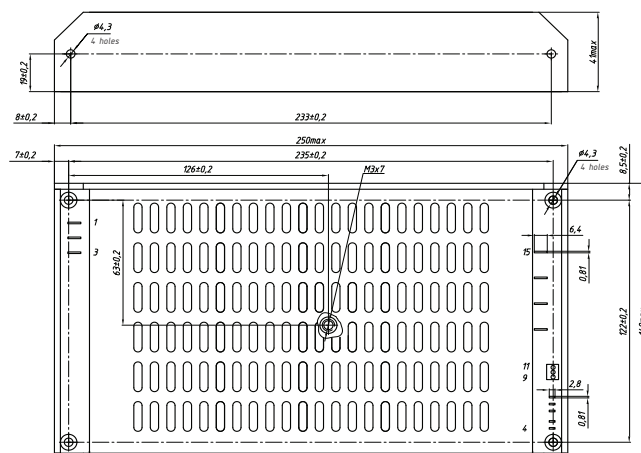 ø4,3
4 holes
19±0,2
41max
8±0,2
233±0,2
250max
7±0,2
235±0,2
ø4,3
4 holes
8,5±0,2
126±0,2
M3x7
1
3
63±0,2
15
6,4
0,81
122±0,2
11
9
2,8
0,81
4